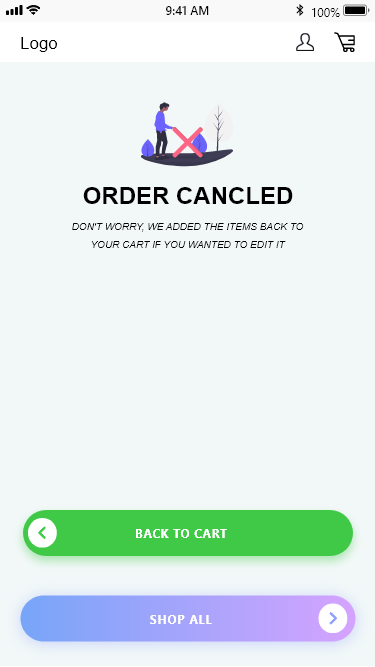 9:41 AM 100%
Logo
ORDER CANCLED
DON'T WORRY, WE ADDED THE ITEMS BACK TO
YOUR CART IF YOU WANTED TO EDIT IT
BACK TO CART
SHOP ALL